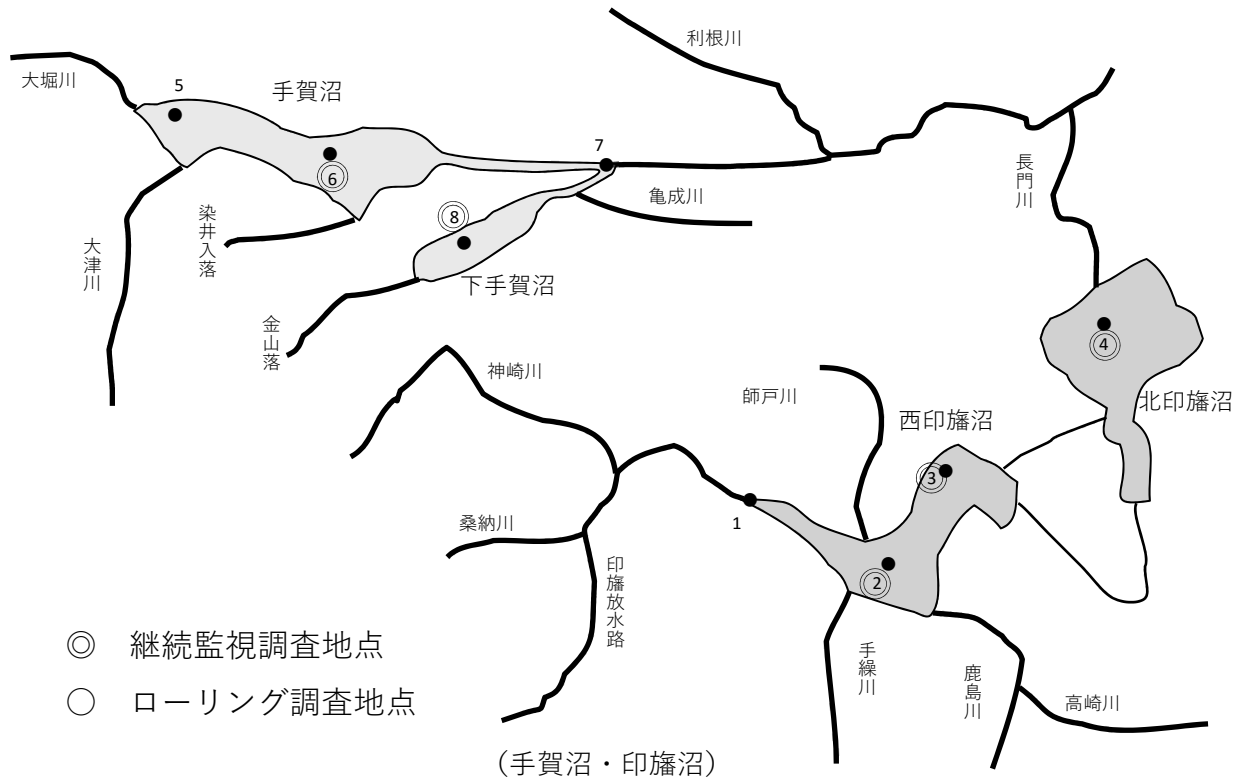 利根川
大堀川
5
手賀沼
7
6
長門川
亀成川
染井入落
8
大津川
下手賀沼
金山落
4
神崎川
師戸川
北印旛沼
西印旛沼
3
1
桑納川
2
印旛放水路
手繰川
鹿島川
高崎川
◎ 継続監視調査地点
○ ローリング調査地点
（手賀沼・印旛沼）